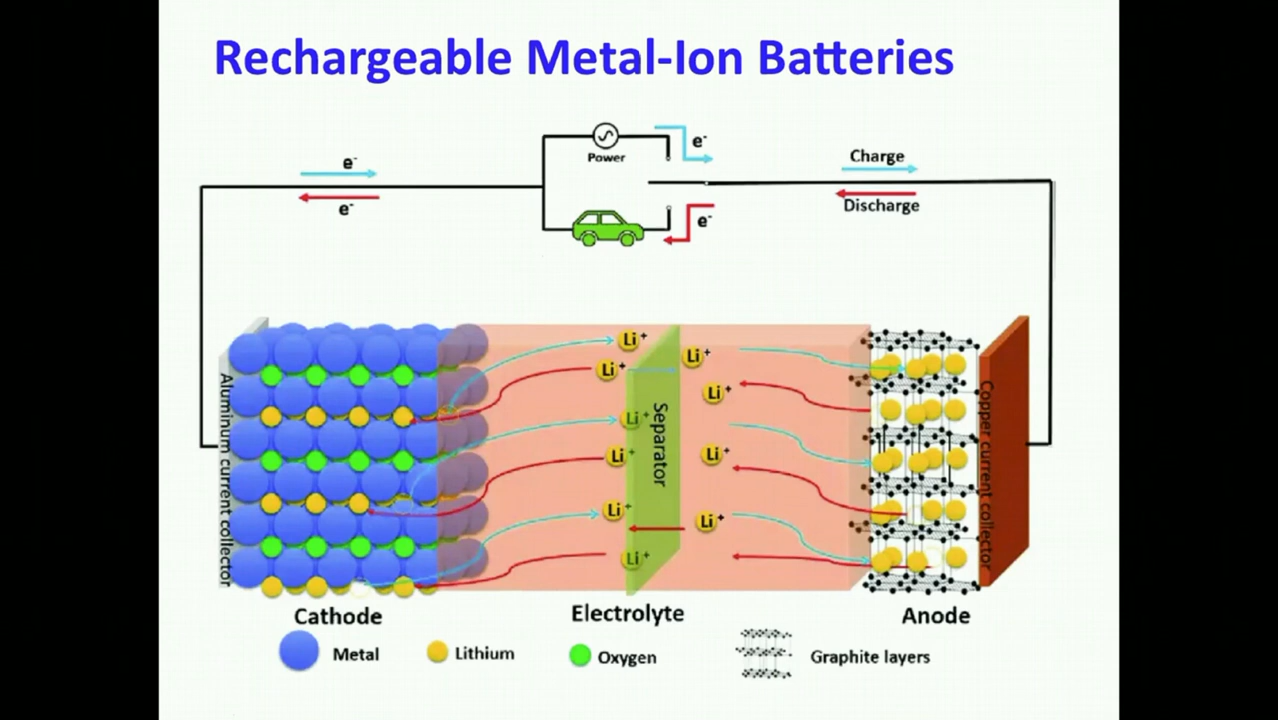 Rechargeable Metal-Ion Batteries
e-
Power
e-
Charge
e-
e-
Discharge
Li+
Li+
Li+
Li+
Li+
Li+
Li+
Li+
Li+
Li+
Li+
Aluminum current collector
Separator
Copper current collector
Cathode
Electrolyte
Anode
Metal
Lithium
Oxygen
Graphite layers